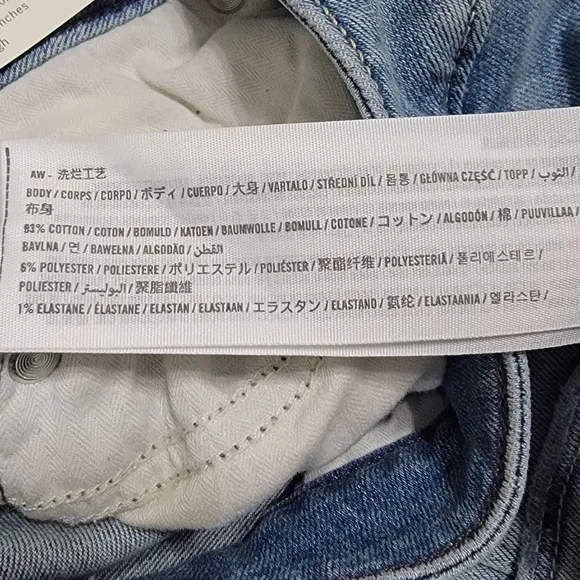 nches
gh
AW - 洗烂工艺
BODY / CORPS / CORPO / ボディ / CUERPO / 大身 / VARTALO / STŘEDNÍ DÍL / 몸통 / GŁÓWNA CZĘŚĆ / TOPP / الثوب /
布身
93% COTTON / COTON / BOMULD / KATOEN / BAUMWOLLE / BOMULL / COTONE / コットン / ALGODÓN / 棉 / PUUVILLAA /
BAVLNA / 면 / BAWEŁNA / ALGODÃO / القطن
6% POLYESTER / POLIESTERE / ポリエステル / POLIÉSTER / 聚酯纤维 / POLYESTERIÄ / 폴리에스테르 /
POLIESTER / البوليستر / 聚脂纖維
1% ELASTANE / ÉLASTANE / ELASTAN / ELASTAAN / エラスタン / ELASTANO / 氨纶 / ELASTAANIA / 엘라스탄 /